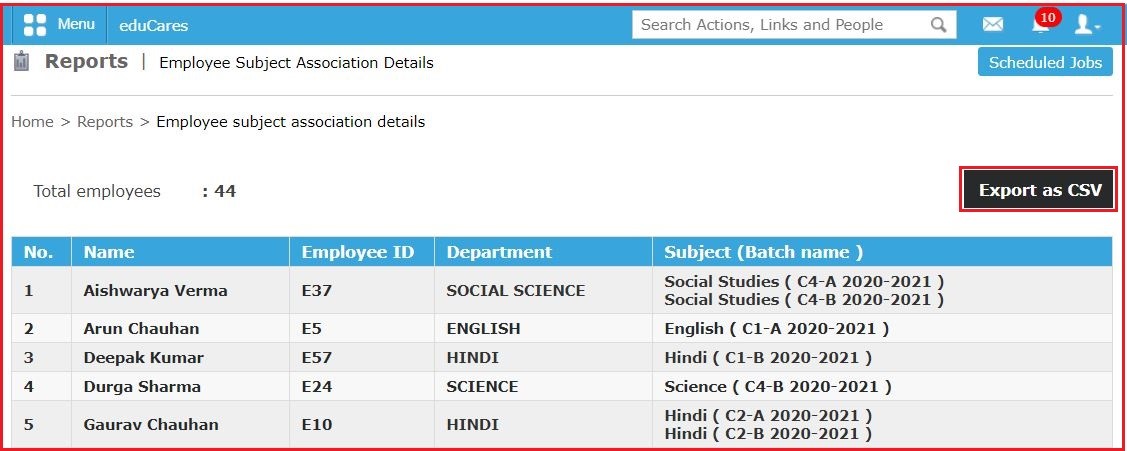 Menu eduCares Search Actions, Links and People 10
Reports | Employee Subject Association Details Scheduled Jobs
Home > Reports > Employee subject association details
Total employees : 44 Export as CSV
No. Name Employee ID Department Subject (Batch name )
1 Aishwarya Verma E37 SOCIAL SCIENCE Social Studies ( C4-A 2020-2021 )
Social Studies ( C4-B 2020-2021 )
2 Arun Chauhan E5 ENGLISH English ( C1-A 2020-2021 )
3 Deepak Kumar E57 HINDI Hindi ( C1-B 2020-2021 )
4 Durga Sharma E24 SCIENCE Science ( C4-B 2020-2021 )
5 Gaurav Chauhan E10 HINDI Hindi ( C2-A 2020-2021 )
Hindi ( C2-B 2020-2021 )